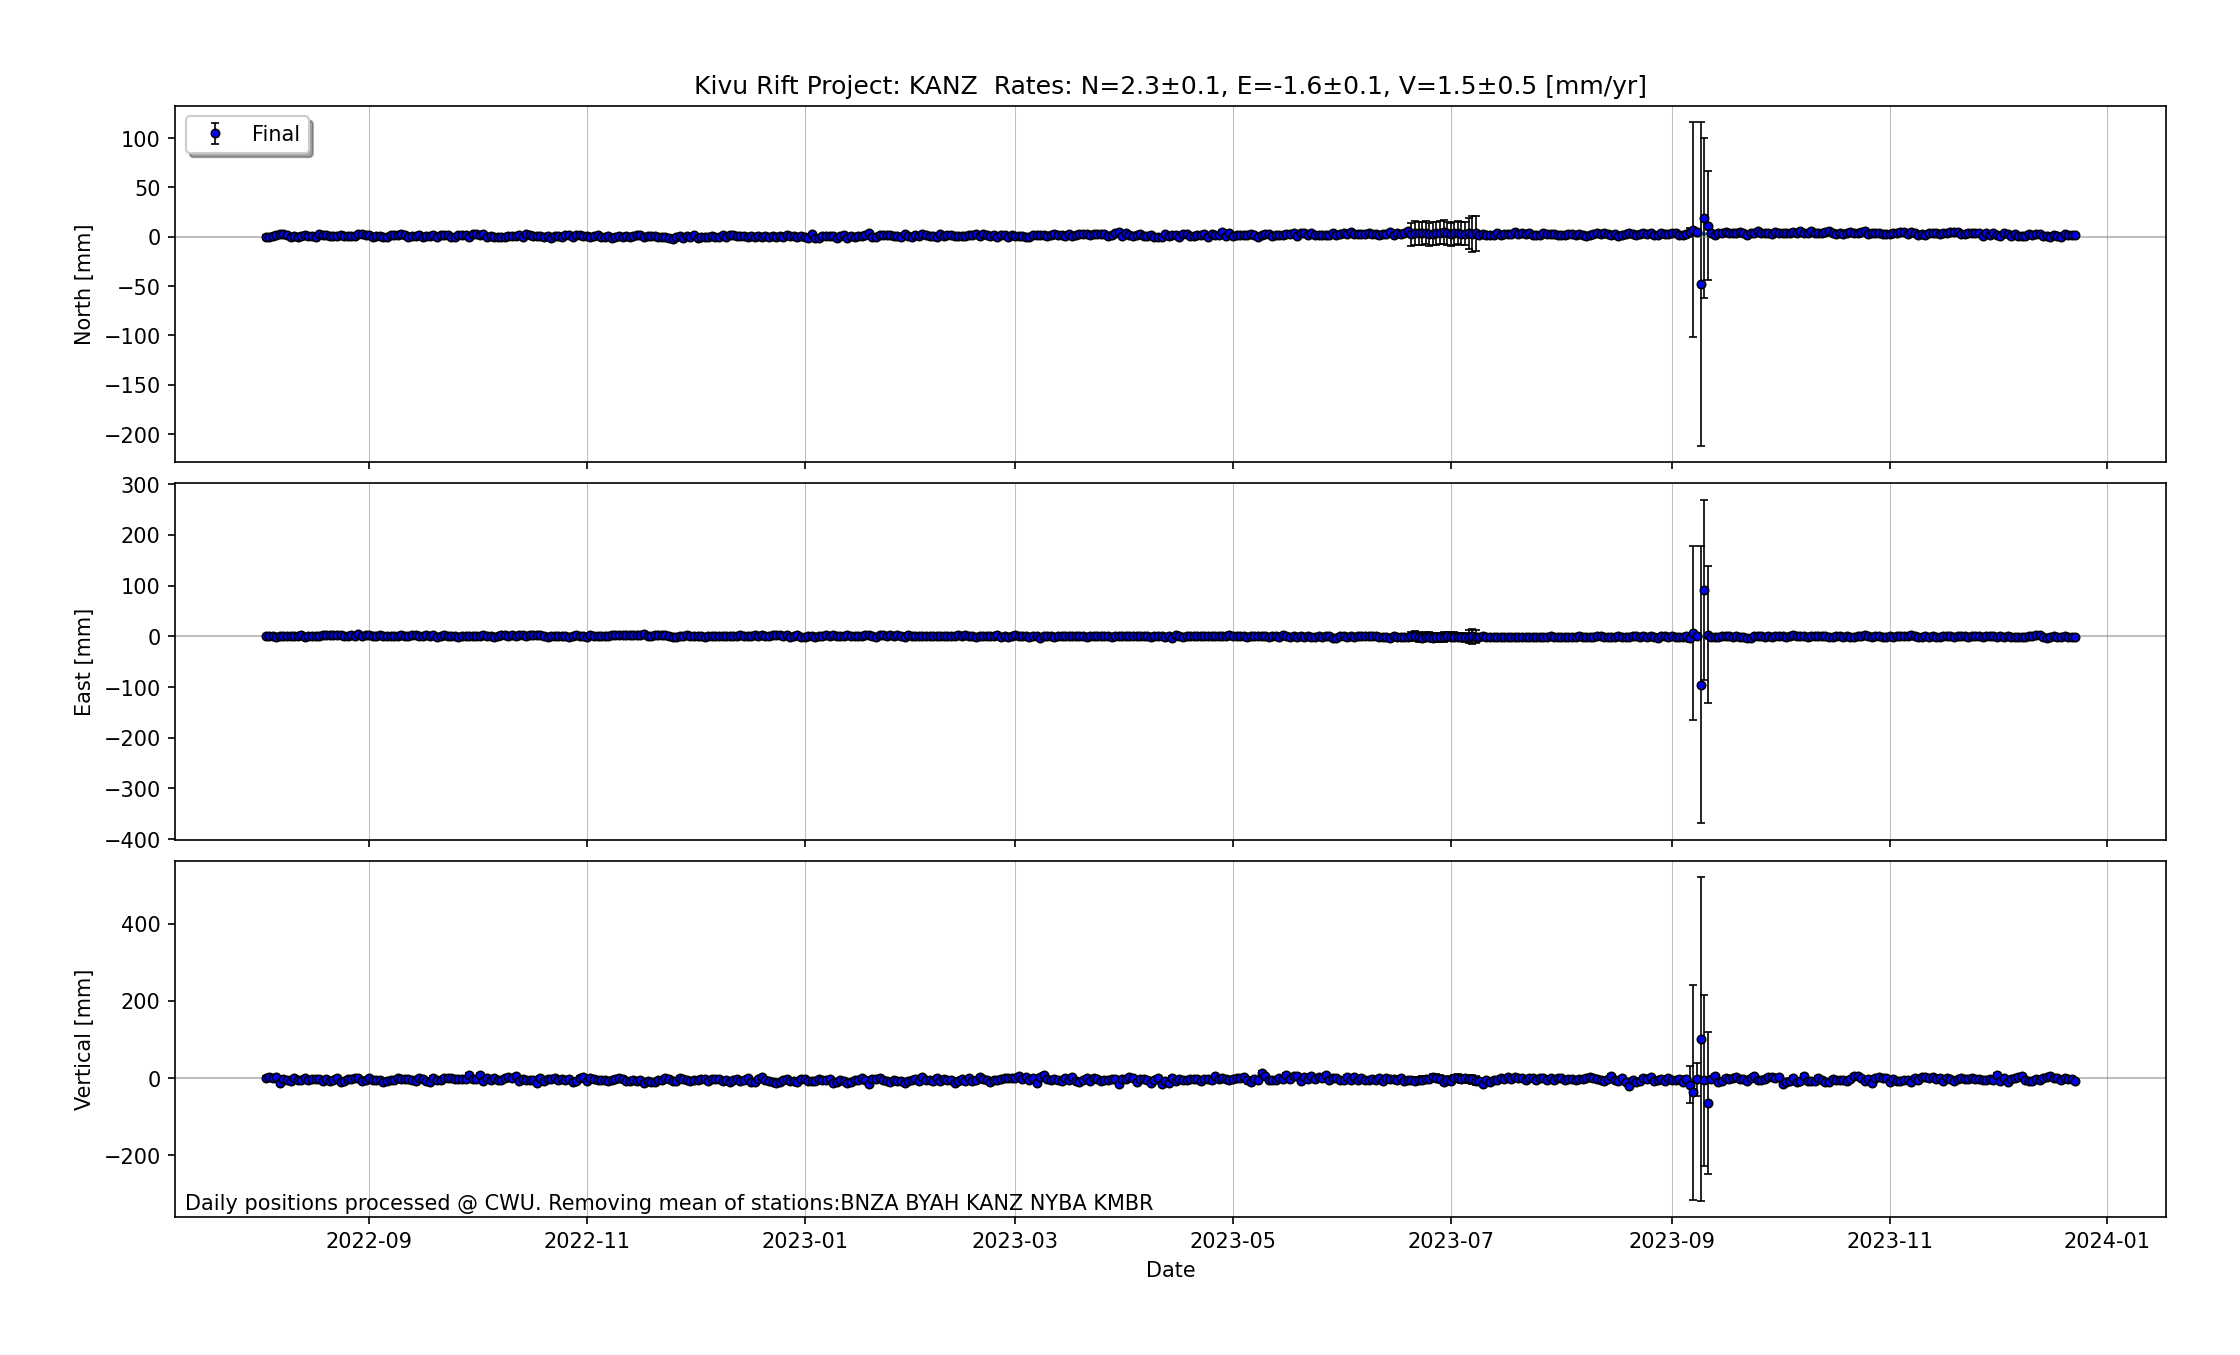 Kivu Rift Project: KANZ  Rates: N=2.3±0.1, E=-1.6±0.1, V=1.5±0.5 [mm/yr]
Final
North [mm]
100
50
0
−50
−100
−150
−200
East [mm]
300
200
100
0
−100
−200
−300
−400
Vertical [mm]
400
200
0
−200
Daily positions processed @ CWU. Removing mean of stations:BNZA BYAH KANZ NYBA KMBR
2022-09 2022-11 2023-01 2023-03 2023-05 2023-07 2023-09 2023-11 2024-01
Date